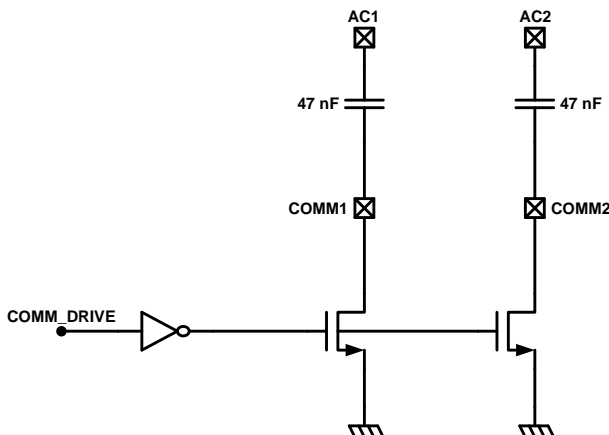 AC1
AC2
47 nF
47 nF
COMM1
COMM2
COMM_DRIVE